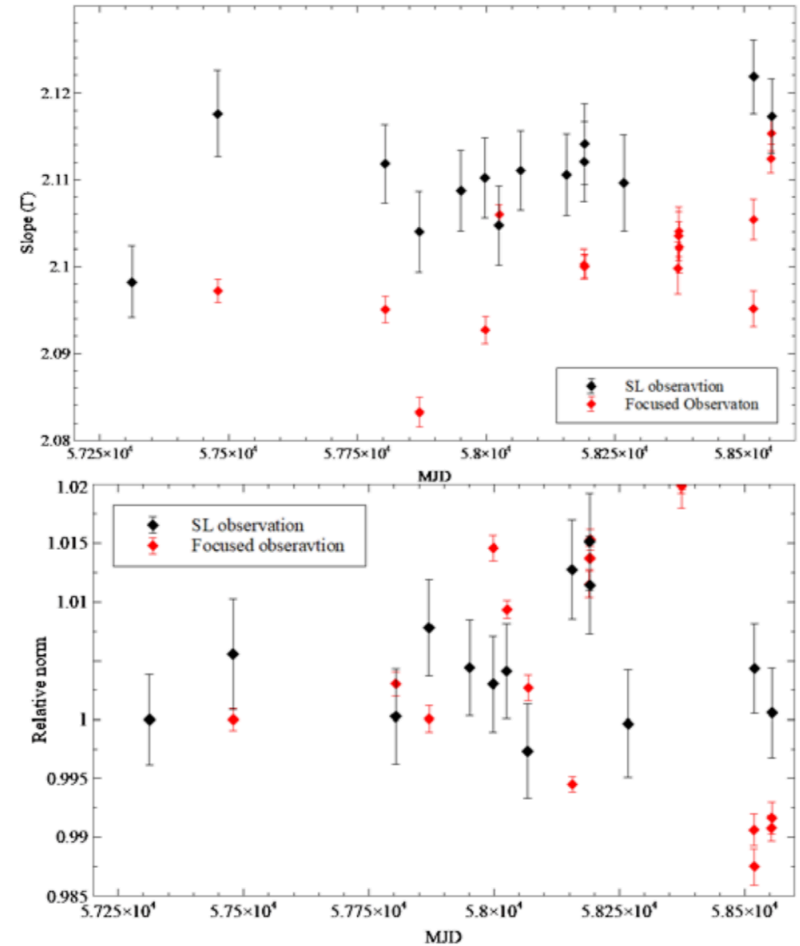 2.12
2.11
2.1
2.09
2.08
Slope (Γ)
SL obseravtion
Focused Observaton
5.725×10⁴ 5.75×10⁴ 5.775×10⁴ 5.8×10⁴ 5.825×10⁴ 5.85×10⁴
MJD
1.02
1.015
1.01
1
0.995
0.99
0.985
Relative norm
SL observation
Focused obseravtion
5.725×10⁴ 5.75×10⁴ 5.775×10⁴ 5.8×10⁴ 5.825×10⁴ 5.85×10⁴
MJD